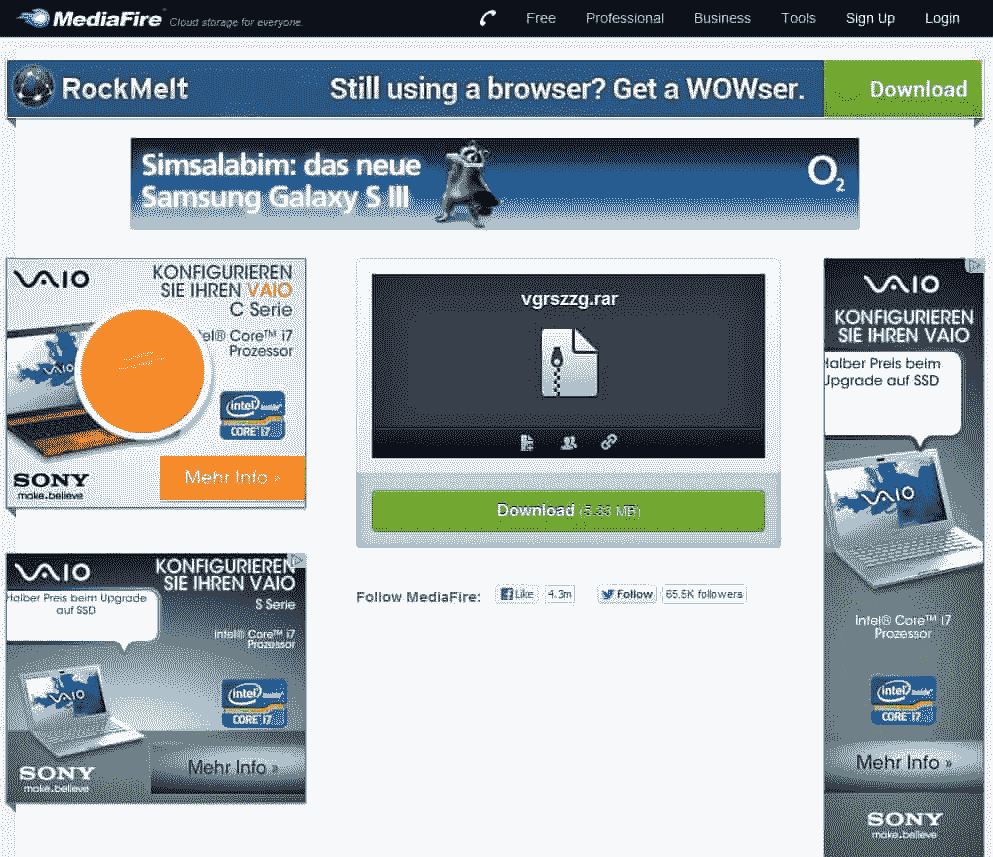 MediaFire Cloud storage for everyone.
Free Professional Business Tools Sign Up Login
RockMelt
Still using a browser? Get a WOWser.
Download
Simsalabim: das neue
Samsung Galaxy S III
O2
VAIO
KONFIGURIEREN
SIE IHREN VAIO
C Serie
Intel® Core™ i7
Prozessor
VAIO
intel inside
CORE i7
SONY
make.believe
Mehr Info »
vgrszzg.rar
Download
Follow MediaFire:
Like
4.3m
Follow
65.5K followers
VAIO
KONFIGURIEREN
SIE IHREN VAIO
Halber Preis beim Upgrade
auf SSD
S Serie
Intel® Core™ i7
Prozessor
VAIO
intel inside
CORE i7
SONY
make.believe
Mehr Info »
VAIO
KONFIGURIEREN
SIE IHREN VAIO
Halber Preis beim
Upgrade auf SSD
VAIO
Intel® Core™ i7
Prozessor
intel inside
CORE i7
Mehr Info »
SONY
make.believe